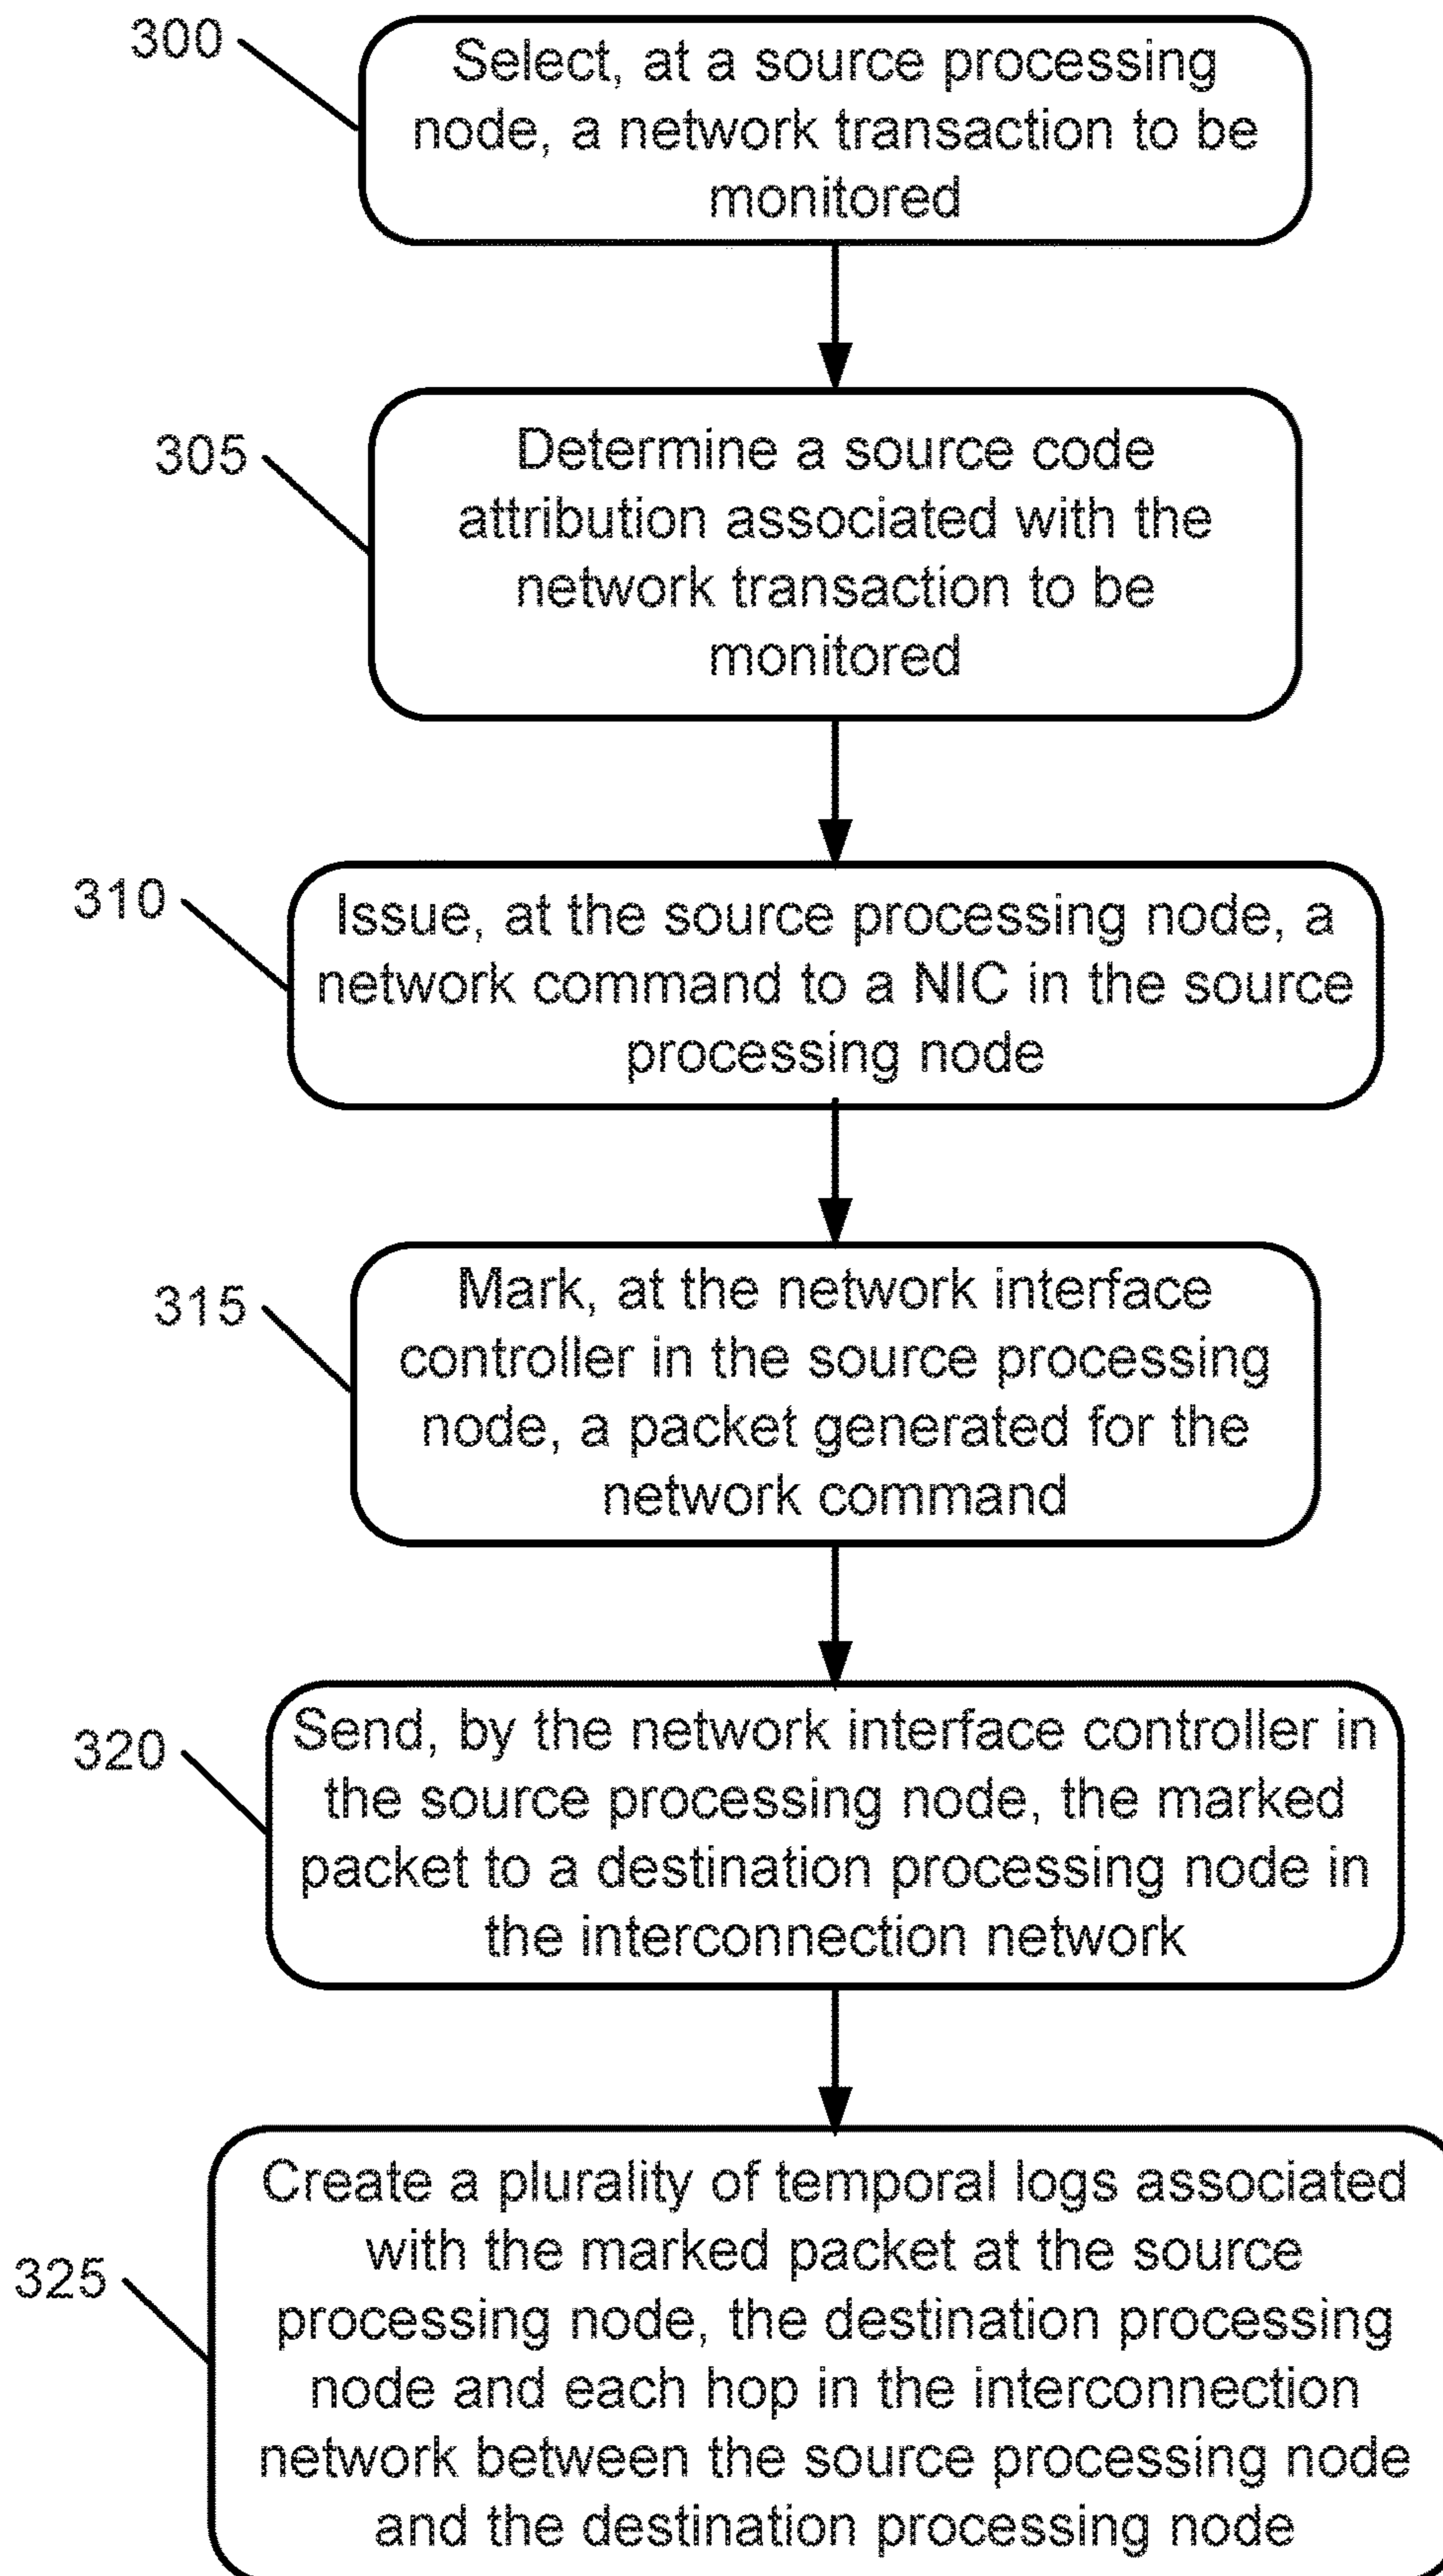 300
Select, at a source processing
node, a network transaction to be
monitored
305
Determine a source code
attribution associated with the
network transaction to be
monitored
310
Issue, at the source processing node, a
network command to a NIC in the source
processing node
315
Mark, at the network interface
controller in the source processing
node, a packet generated for the
network command
320
Send, by the network interface controller in
the source processing node, the marked
packet to a destination processing node in
the interconnection network
325
Create a plurality of temporal logs associated
with the marked packet at the source
processing node, the destination processing
node and each hop in the interconnection
network between the source processing node
and the destination processing node